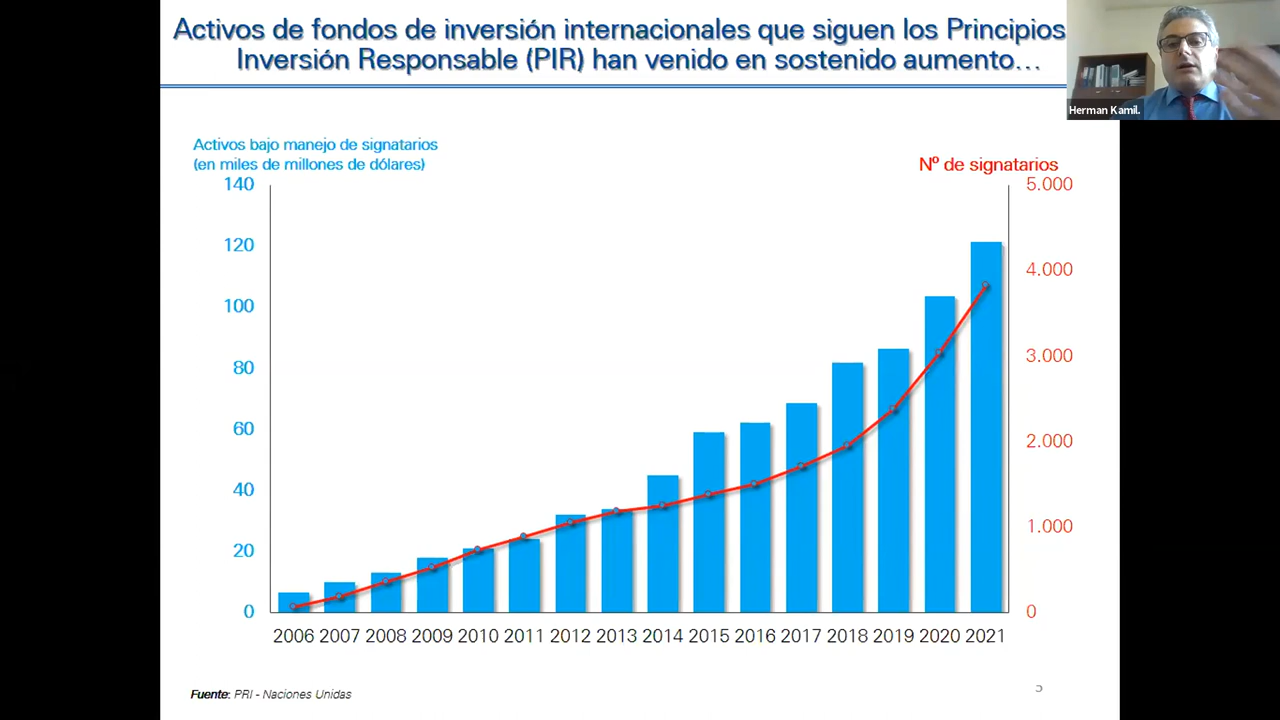 Activos de fondos de inversión internacionales que siguen los Principios
Inversión Responsable (PIR) han venido en sostenido aumento…
Herman Kamil.
Activos bajo manejo de signatarios
(en miles de millones de dólares)
Nº de signatarios
140
120
100
80
60
40
20
0
5.000
4.000
3.000
2.000
1.000
0
2006 2007 2008 2009 2010 2011 2012 2013 2014 2015 2016 2017 2018 2019 2020 2021
Fuente: PRI - Naciones Unidas
5